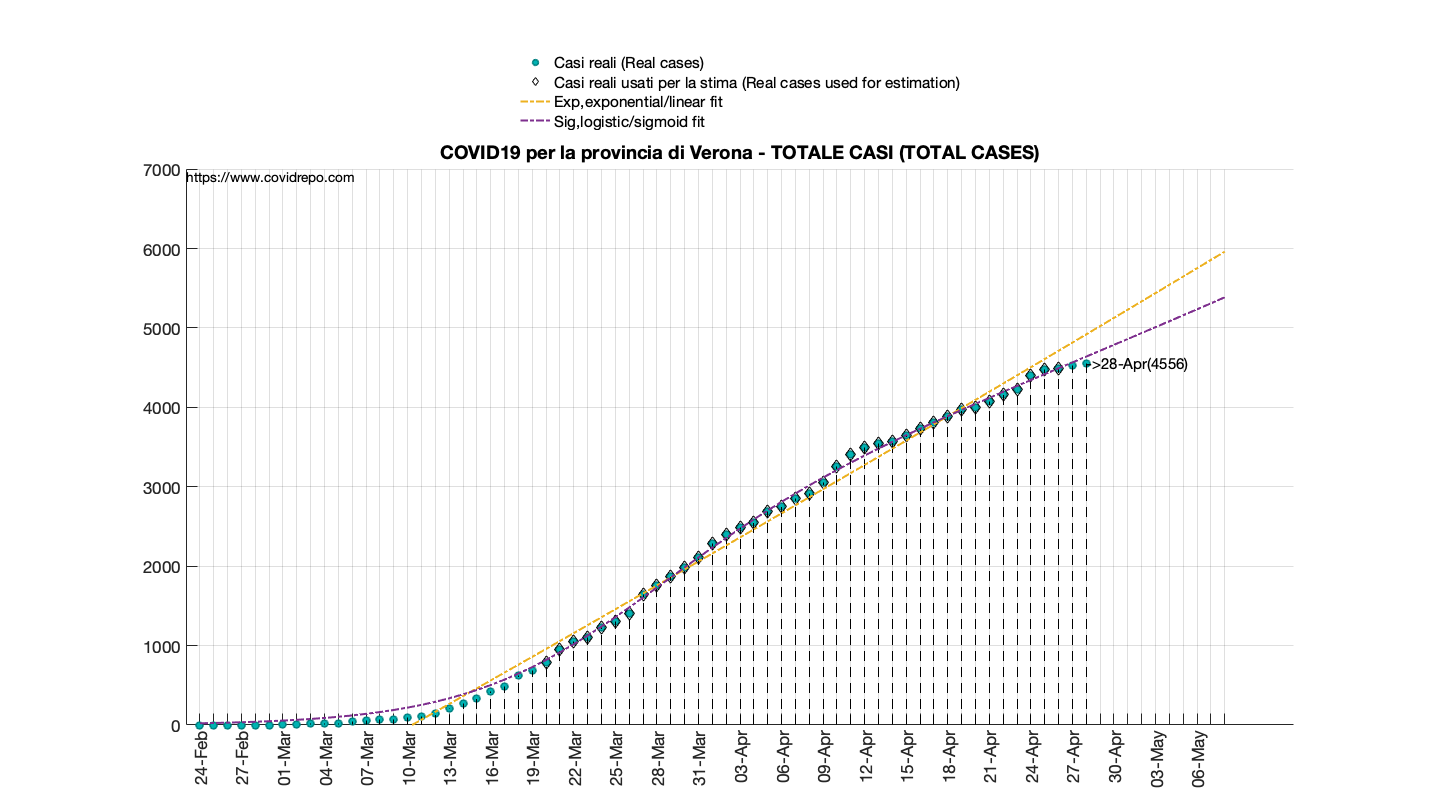 Casi reali (Real cases)
Casi reali usati per la stima (Real cases used for estimation)
Exp,exponential/linear fit
Sig,logistic/sigmoid fit
COVID19 per la provincia di Verona - TOTALE CASI (TOTAL CASES)
https://www.covidrepo.com
7000
6000
5000
4000
3000
2000
1000
0
>28-Apr(4556)
24-Feb
27-Feb
01-Mar
04-Mar
07-Mar
10-Mar
13-Mar
16-Mar
19-Mar
22-Mar
25-Mar
28-Mar
31-Mar
03-Apr
06-Apr
09-Apr
12-Apr
15-Apr
18-Apr
21-Apr
24-Apr
27-Apr
30-Apr
03-May
06-May